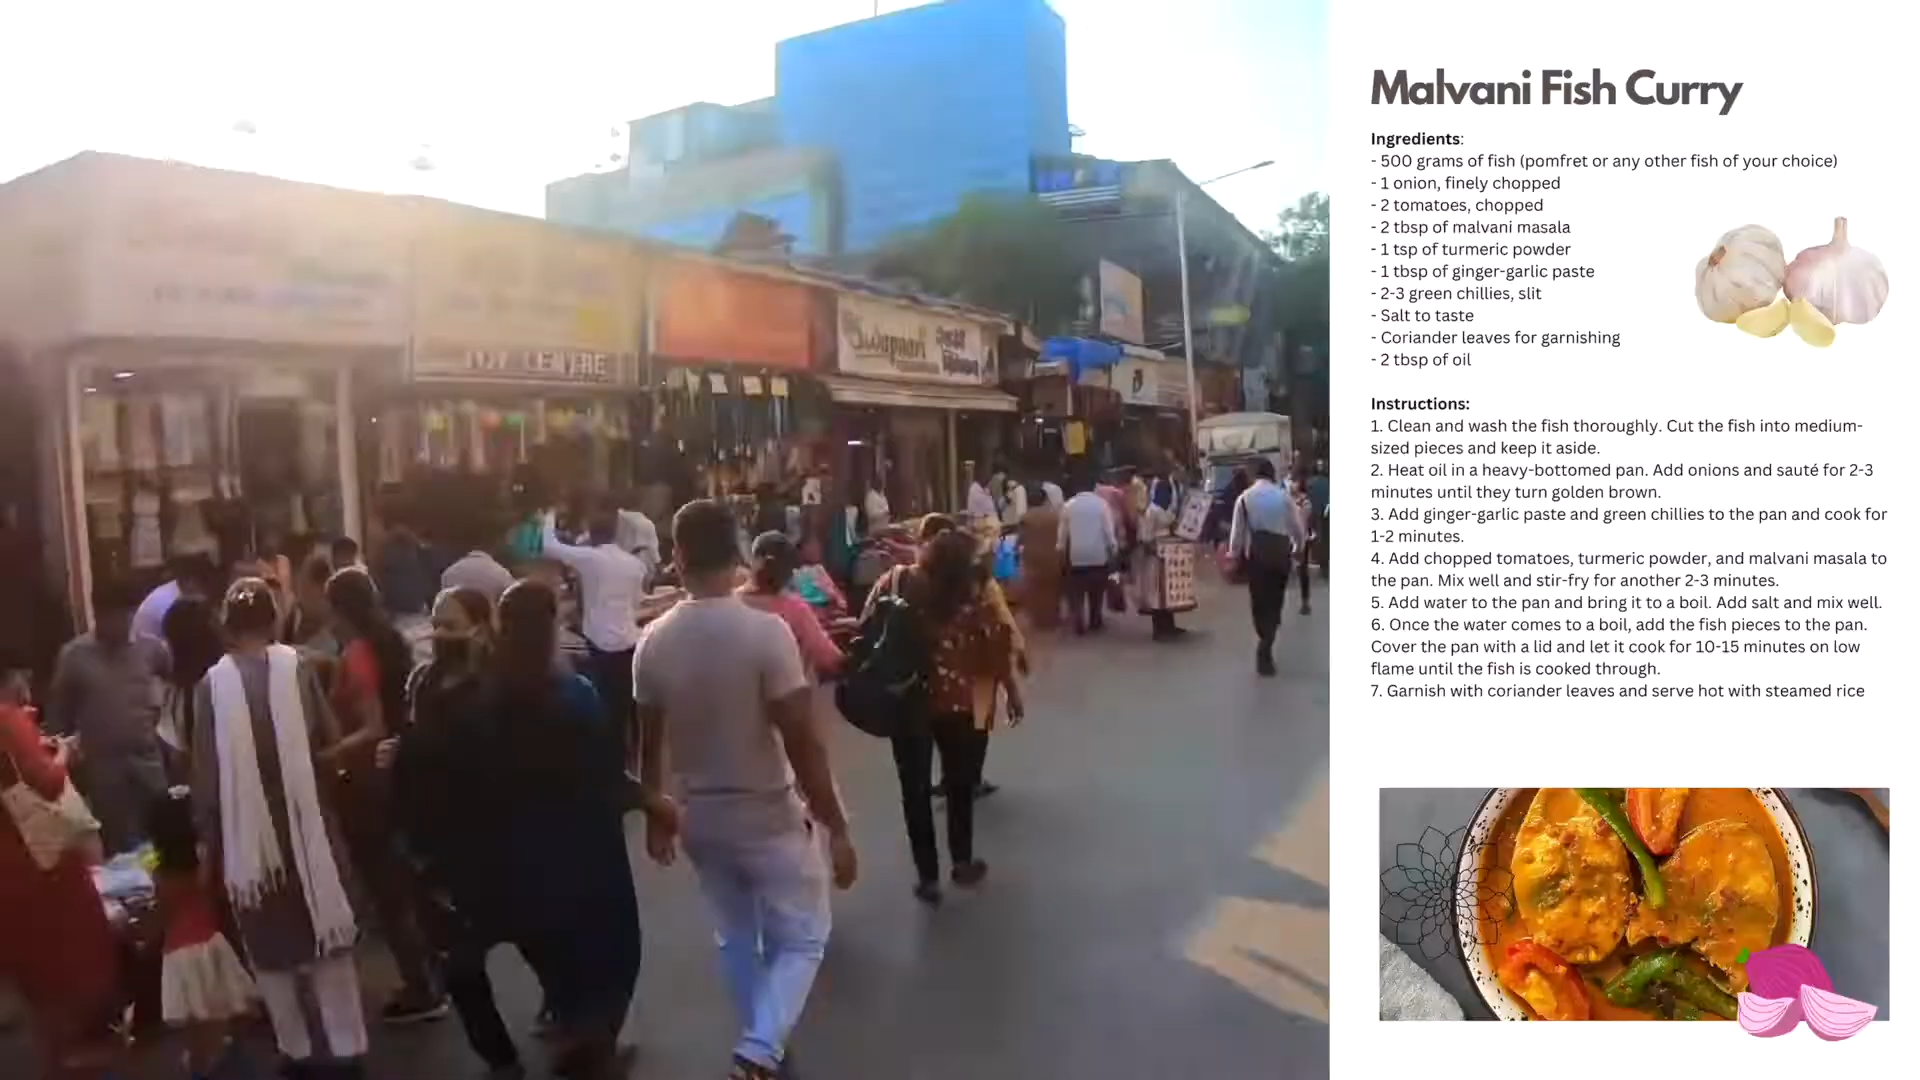 Swapnari
Malvani Fish Curry
Ingredients:
- 500 grams of fish (pomfret or any other fish of your choice)
- 1 onion, finely chopped
- 2 tomatoes, chopped
- 2 tbsp of malvani masala
- 1 tsp of turmeric powder
- 1 tbsp of ginger-garlic paste
- 2-3 green chillies, slit
- Salt to taste
- Coriander leaves for garnishing
- 2 tbsp of oil
Instructions:
1. Clean and wash the fish thoroughly. Cut the fish into medium-
sized pieces and keep it aside.
2. Heat oil in a heavy-bottomed pan. Add onions and sauté for 2-3
minutes until they turn golden brown.
3. Add ginger-garlic paste and green chillies to the pan and cook for
1-2 minutes.
4. Add chopped tomatoes, turmeric powder, and malvani masala to
the pan. Mix well and stir-fry for another 2-3 minutes.
5. Add water to the pan and bring it to a boil. Add salt and mix well.
6. Once the water comes to a boil, add the fish pieces to the pan.
Cover the pan with a lid and let it cook for 10-15 minutes on low
flame until the fish is cooked through.
7. Garnish with coriander leaves and serve hot with steamed rice